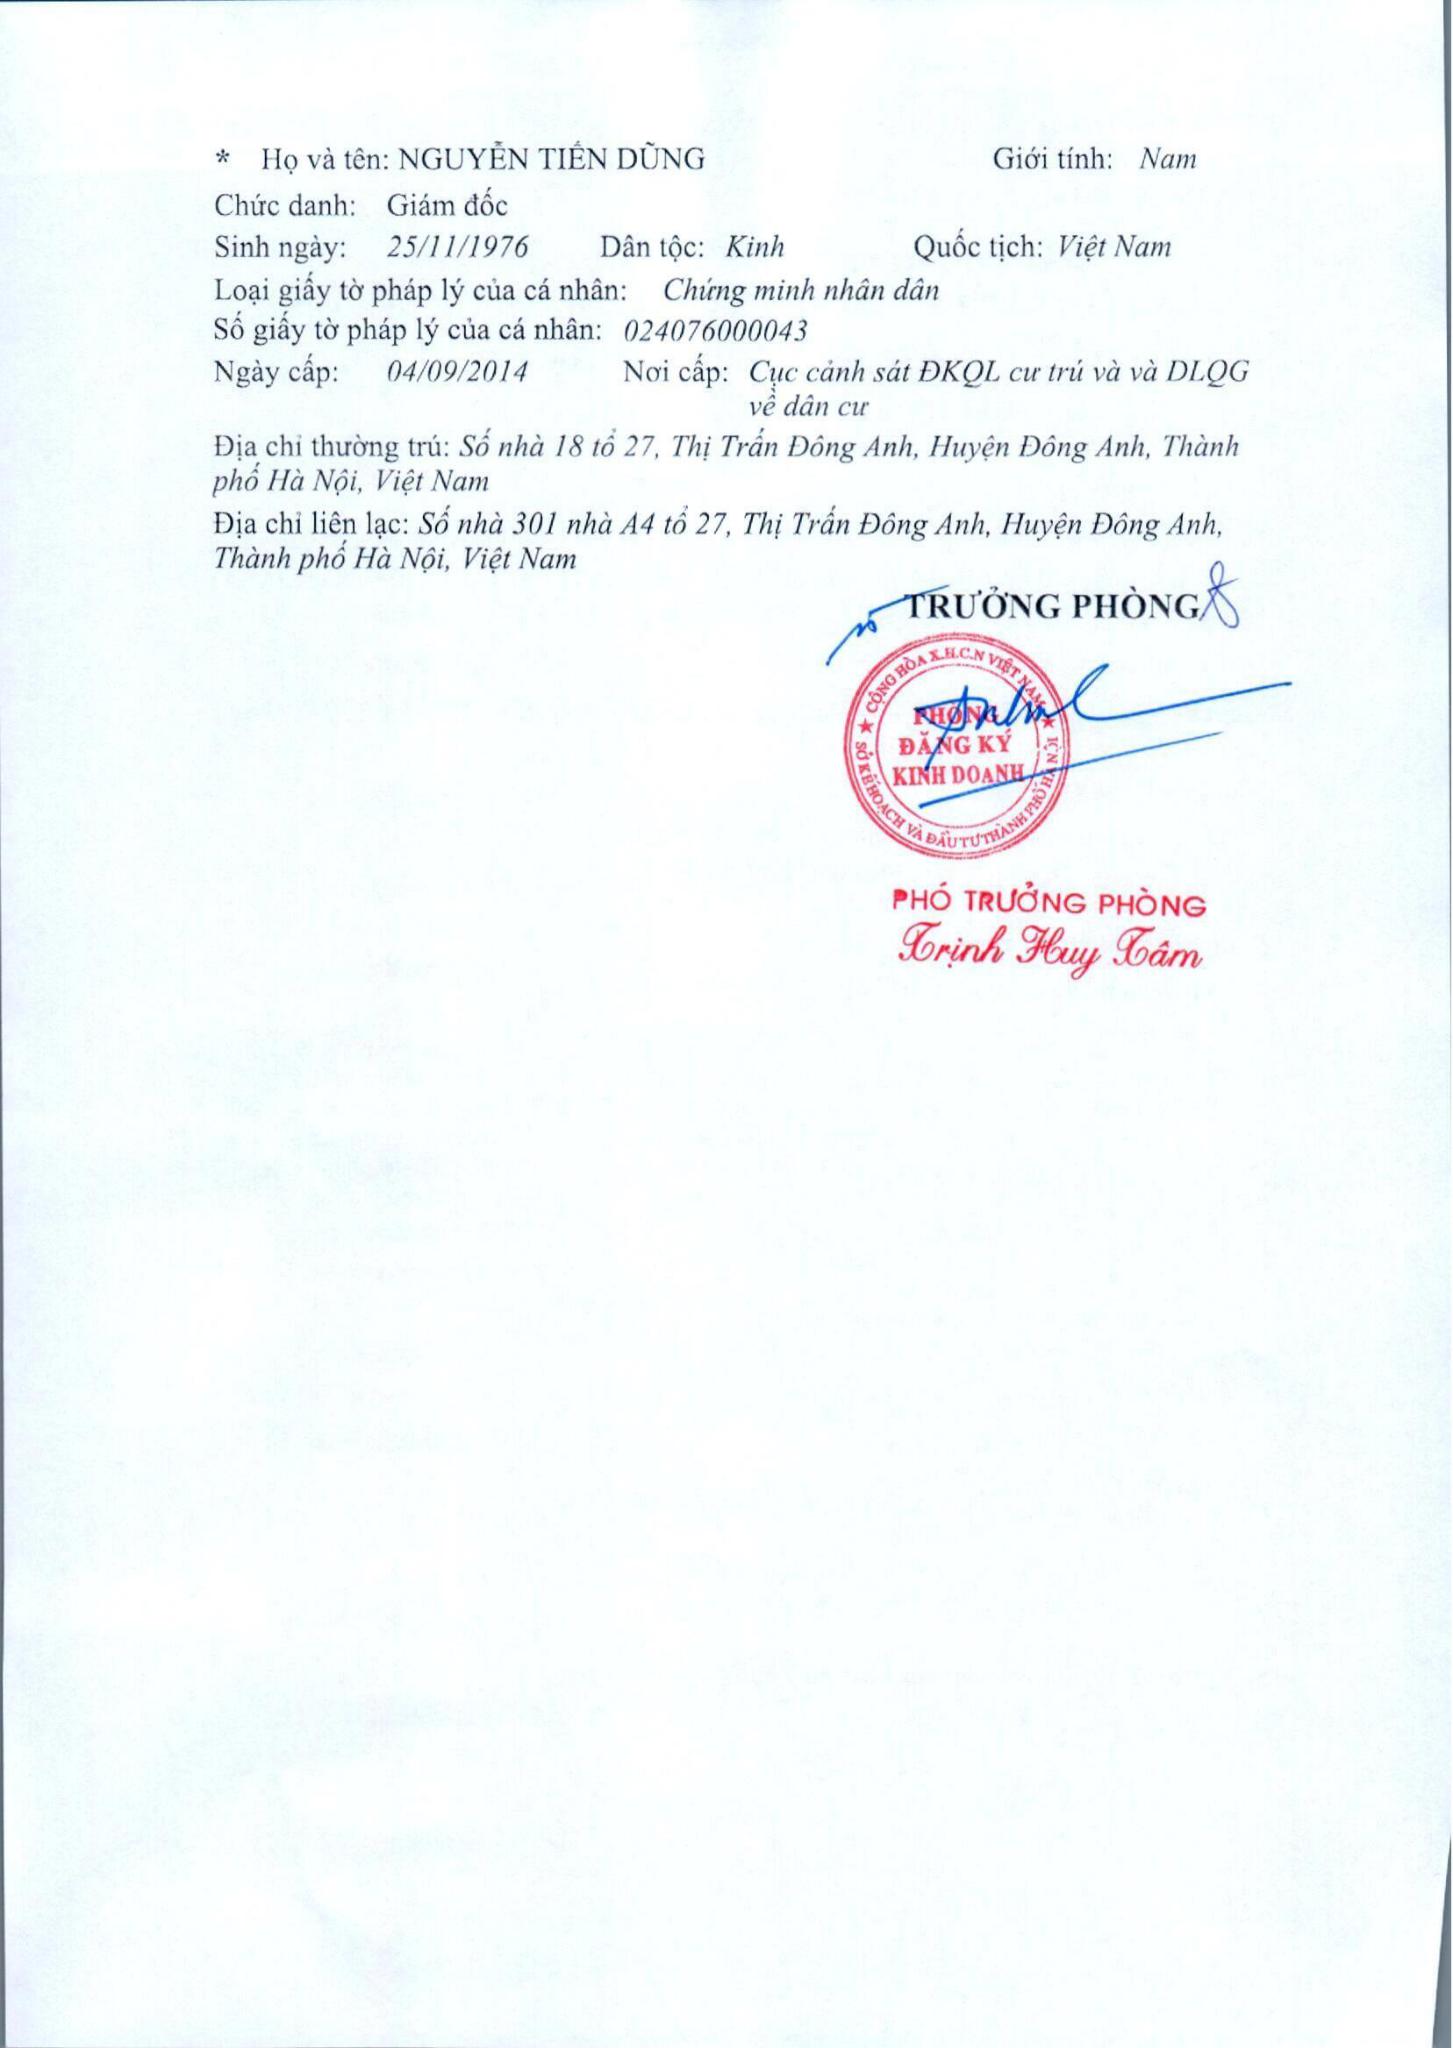 * Họ và tên: NGUYỄN TIẾN DŨNG Giới tính: Nam
Chức danh: Giám đốc
Sinh ngày: 25/11/1976 Dân tộc: Kinh Quốc tịch: Việt Nam
Loại giấy tờ pháp lý của cá nhân: Chứng minh nhân dân
Số giấy tờ pháp lý của cá nhân: 024076000043
Ngày cấp: 04/09/2014 Nơi cấp: Cục cảnh sát ĐKQL cư trú và và DLQG
về dân cư
Địa chỉ thường trú: Số nhà 18 tổ 27, Thị Trấn Đông Anh, Huyện Đông Anh, Thành
phố Hà Nội, Việt Nam
Địa chỉ liên lạc: Số nhà 301 nhà A4 tổ 27, Thị Trấn Đông Anh, Huyện Đông Anh,
Thành phố Hà Nội, Việt Nam
TRƯỞNG PHÒNG
★ CỘNG HÒA X.H.C.N VIỆT NAM ★
PHÒNG
ĐĂNG KÝ
KINH DOANH
SỞ KẾ HOẠCH VÀ ĐẦU TƯ THÀNH PHỐ HÀ NỘI
PHÓ TRƯỞNG PHÒNG
Trịnh Huy Tâm